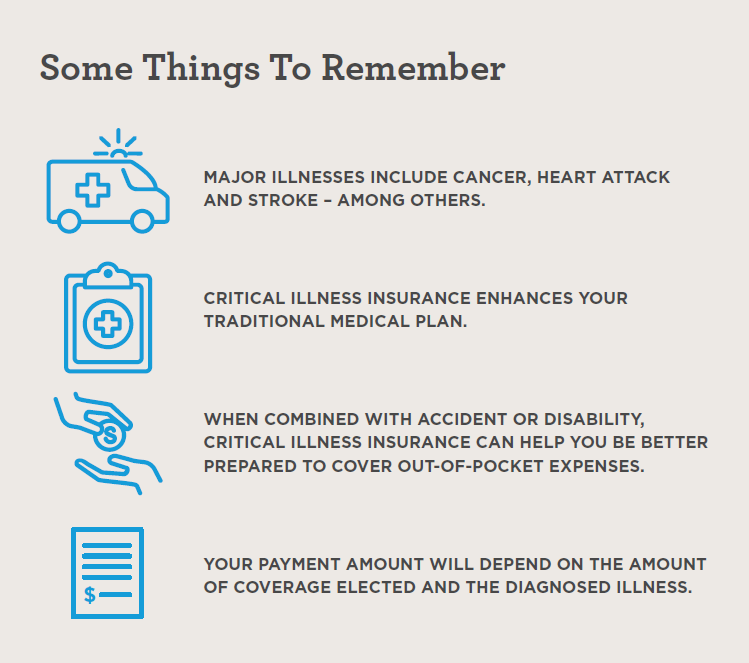 Some Things To Remember
MAJOR ILLNESSES INCLUDE CANCER, HEART ATTACK
AND STROKE – AMONG OTHERS.
CRITICAL ILLNESS INSURANCE ENHANCES YOUR
TRADITIONAL MEDICAL PLAN.
$
WHEN COMBINED WITH ACCIDENT OR DISABILITY,
CRITICAL ILLNESS INSURANCE CAN HELP YOU BE BETTER
PREPARED TO COVER OUT-OF-POCKET EXPENSES.
YOUR PAYMENT AMOUNT WILL DEPEND ON THE AMOUNT
OF COVERAGE ELECTED AND THE DIAGNOSED ILLNESS.
$